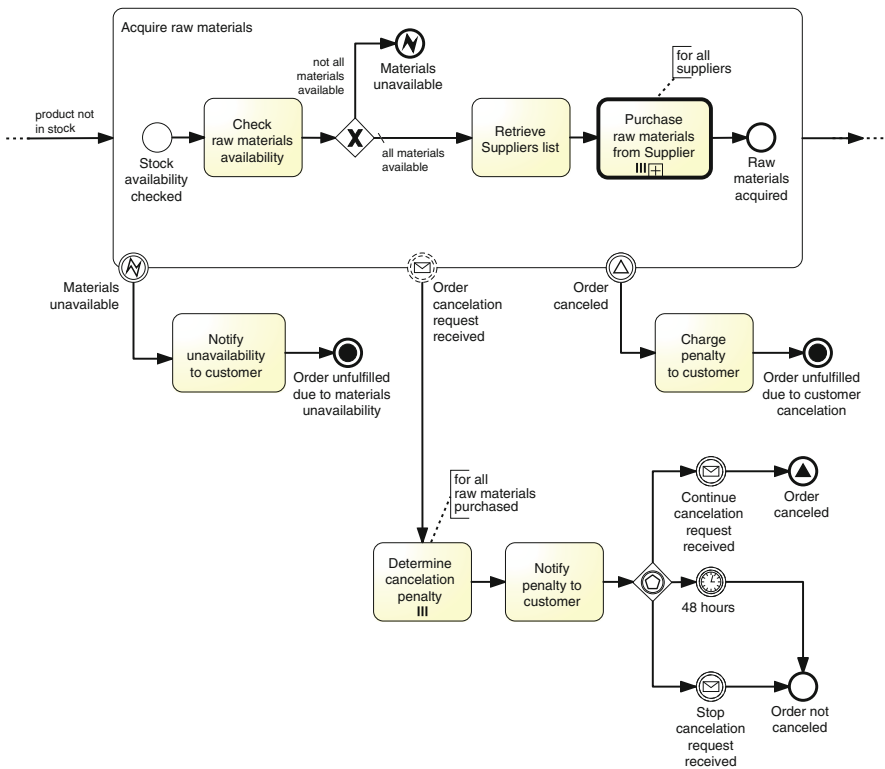 Acquire raw materials
not all
materials
available
Materials
unavailable
for all
suppliers
product not
in stock
Stock
availability
checked
Check
raw materials
availability
X
all materials
available
Retrieve
Suppliers list
Purchase
raw materials
from Supplier
Raw
materials
acquired
Materials
unavailable
Notify
unavailability
to customer
Order unfulfilled
due to materials
unavailability
Order
cancelation
request
received
Order
canceled
Charge
penalty
to customer
Order unfulfilled
due to customer
cancelation
for all
raw materials
purchased
Determine
cancelation
penalty
Notify
penalty to
customer
Continue
cancelation
request
received
Order
canceled
48 hours
Stop
cancelation
request
received
Order not
canceled